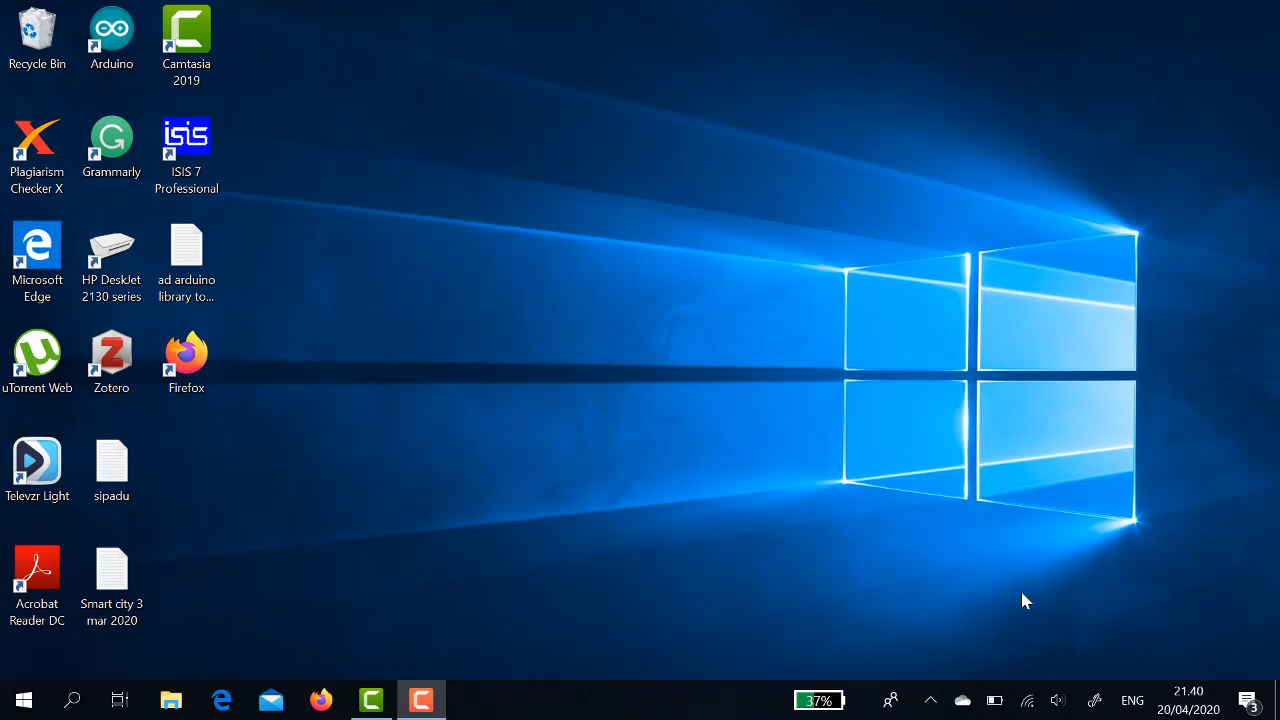 Recycle Bin
Arduino
Camtasia
2019
Plagiarism
Checker X
Grammarly
isis
ISIS 7
Professional
Microsoft
Edge
HP DeskJet
2130 series
ad arduino
library to...
uTorrent Web
Zotero
Firefox
Televzr Light
sipadu
Acrobat
Reader DC
Smart city 3
mar 2020
37%
ENG
21.40
20/04/2020
3